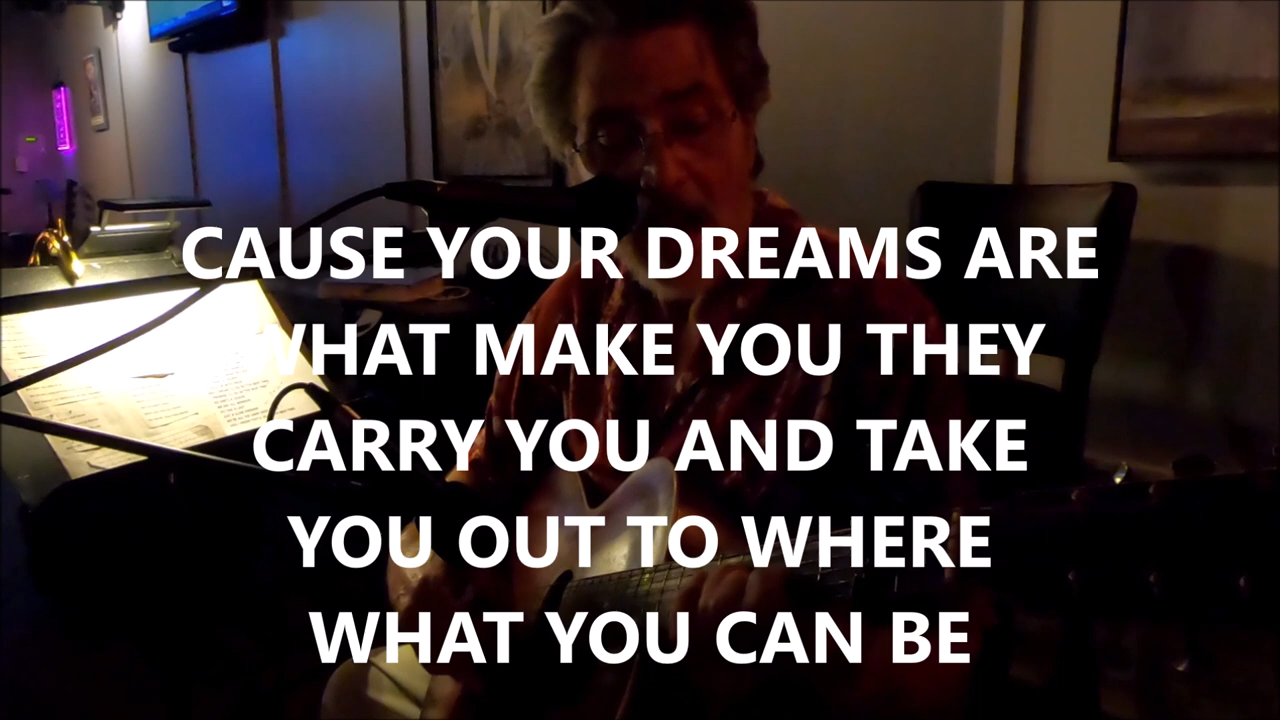 CAUSE YOUR DREAMS ARE
WHAT MAKE YOU THEY
CARRY YOU AND TAKE
YOU OUT TO WHERE
WHAT YOU CAN BE